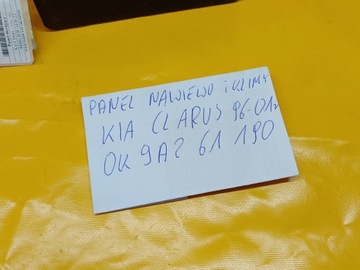 PANEL NAWIEWU i KLIMY
KIA CLARUS 96-01r
OK 9A2 61 190